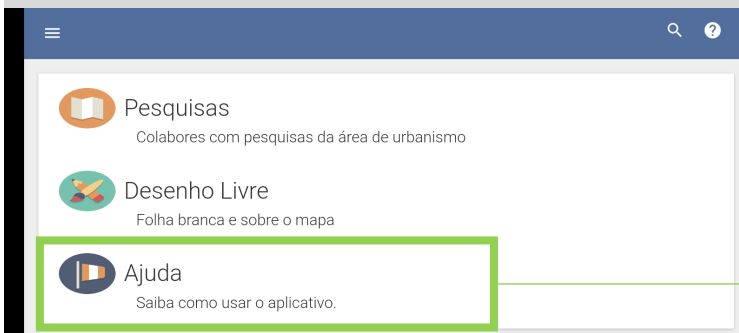 Pesquisas
Colabores com pesquisas da área de urbanismo
Desenho Livre
Folha branca e sobre o mapa
Ajuda
Saiba como usar o aplicativo.